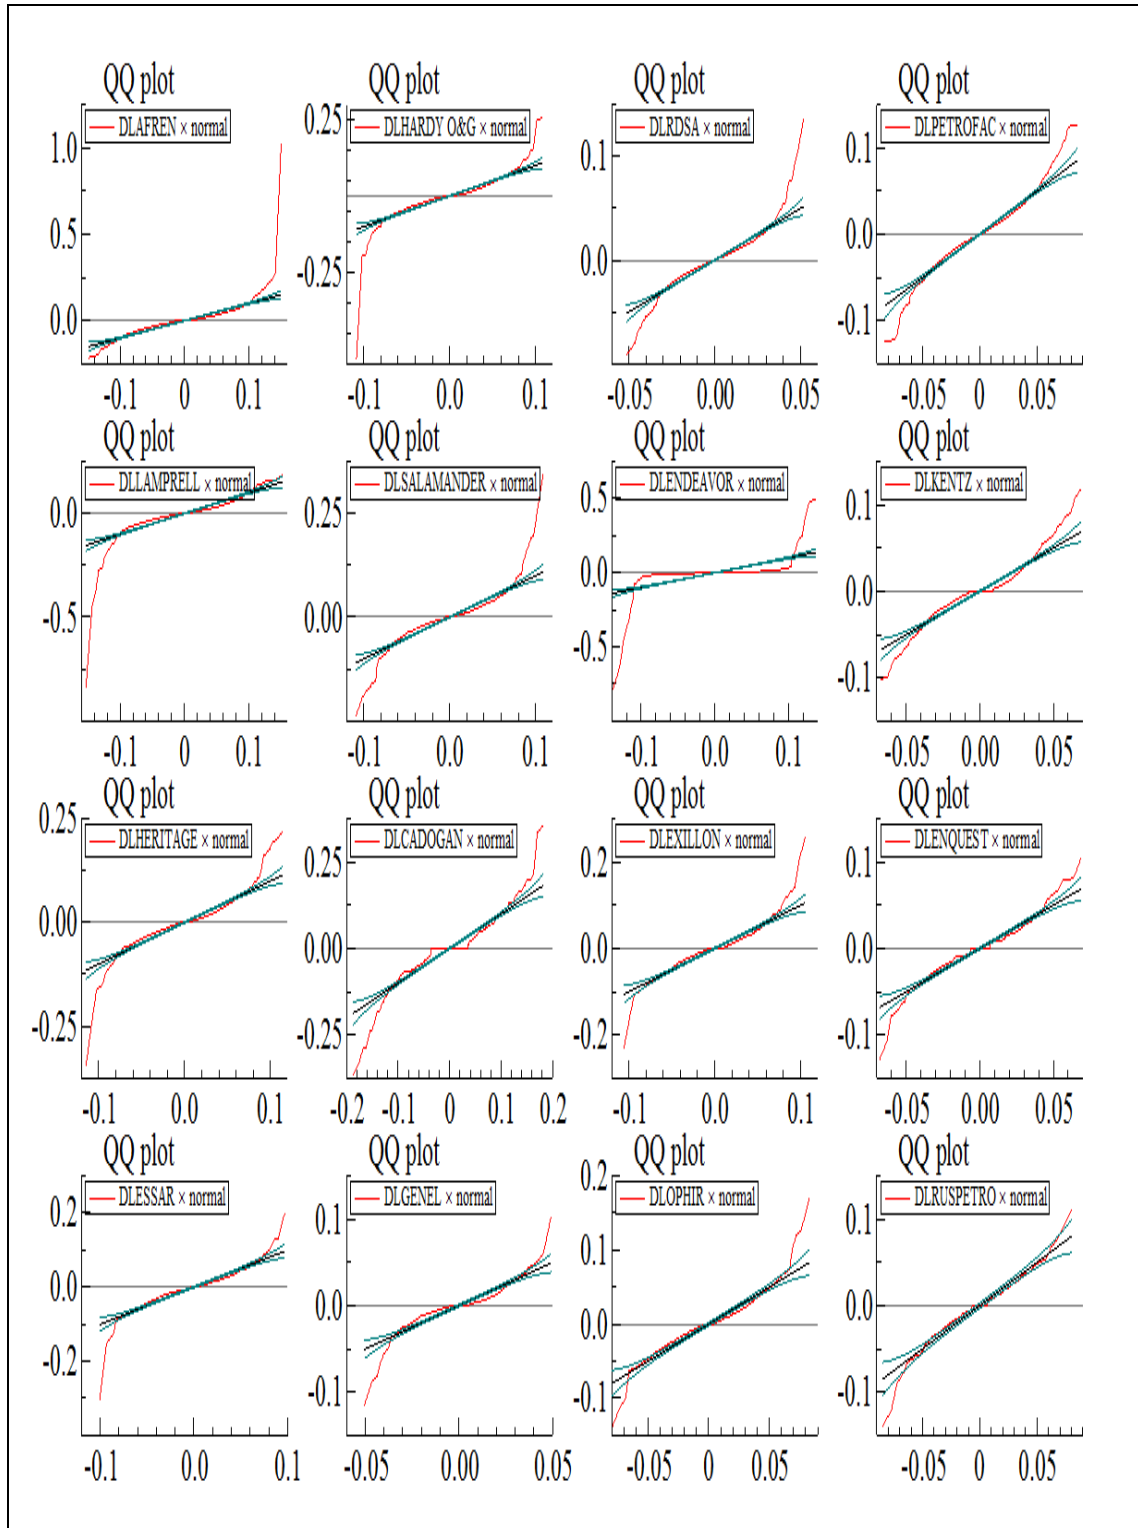 QQ plot QQ plot QQ plot QQ plot
DLAFREN × normal DLHARDY O&G × normal DLRDSA × normal DLPETROFAC × normal
1.0 0.5 0.0
0.25 -0.25
0.1 0.0
0.1 0.0 -0.1
-0.1 0 0.1 -0.1 0.0 0.1 -0.05 0.00 0.05 -0.05 0.00 0.05
QQ plot QQ plot QQ plot QQ plot
DLLAMPRELL × normal DLSALAMANDER × normal DLENDEAVOR × normal DLKENTZ × normal
0.0 -0.5
0.25 0.00
0.5 0.0 -0.5
0.1 0.0 -0.1
-0.1 0 0.1 -0.1 0.0 0.1 -0.1 0.0 0.1 -0.05 0.00 0.05
QQ plot QQ plot QQ plot QQ plot
DLHERITAGE × normal DLCADOGAN × normal DLEXILLON × normal DLENQUEST × normal
0.25 0.00 -0.25
0.25 0.00 -0.25
0.2 0.0 -0.2
0.1 0.0 -0.1
-0.1 0.0 0.1 -0.2 -0.1 0 0.1 0.2 -0.1 0.0 0.1 -0.05 0.00 0.05
QQ plot QQ plot QQ plot QQ plot
DLESSAR × normal DLGENEL × normal DLOPHIR × normal DLRUSPETRO × normal
0.2 0.0 -0.2
0.1 0.0 -0.1
0.2 0.1 0.0 -0.1
0.1 0.0 -0.1
-0.1 0.0 0.1 -0.05 0.00 0.05 -0.05 0 0.05 -0.05 0.00 0.05